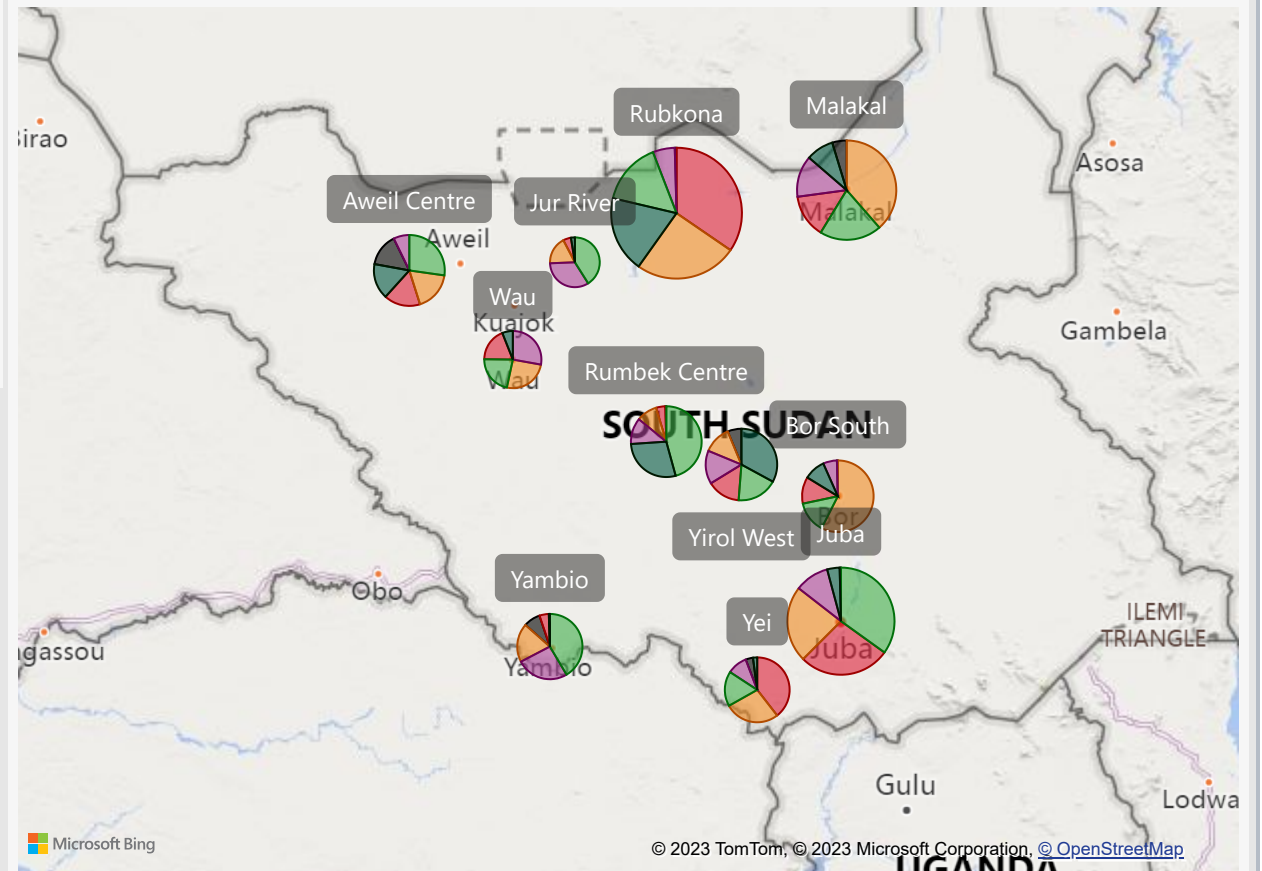 Rubkona
Malakal
Birao
Asosa
Aweil Centre
Jur River
Malakal
Aweil
Wau
Kuajok
Gambela
Rumbek Centre
Wau
SOUTH SUDAN
Bor South
Bor
Yirol West
Juba
Yambio
Obo
ILEMI
TRIANGLE
Yei
Juba
ngassou
Yambio
Gulu
Lodwa
Microsoft Bing
© 2023 TomTom, © 2023 Microsoft Corporation, © OpenStreetMap
UGANDA